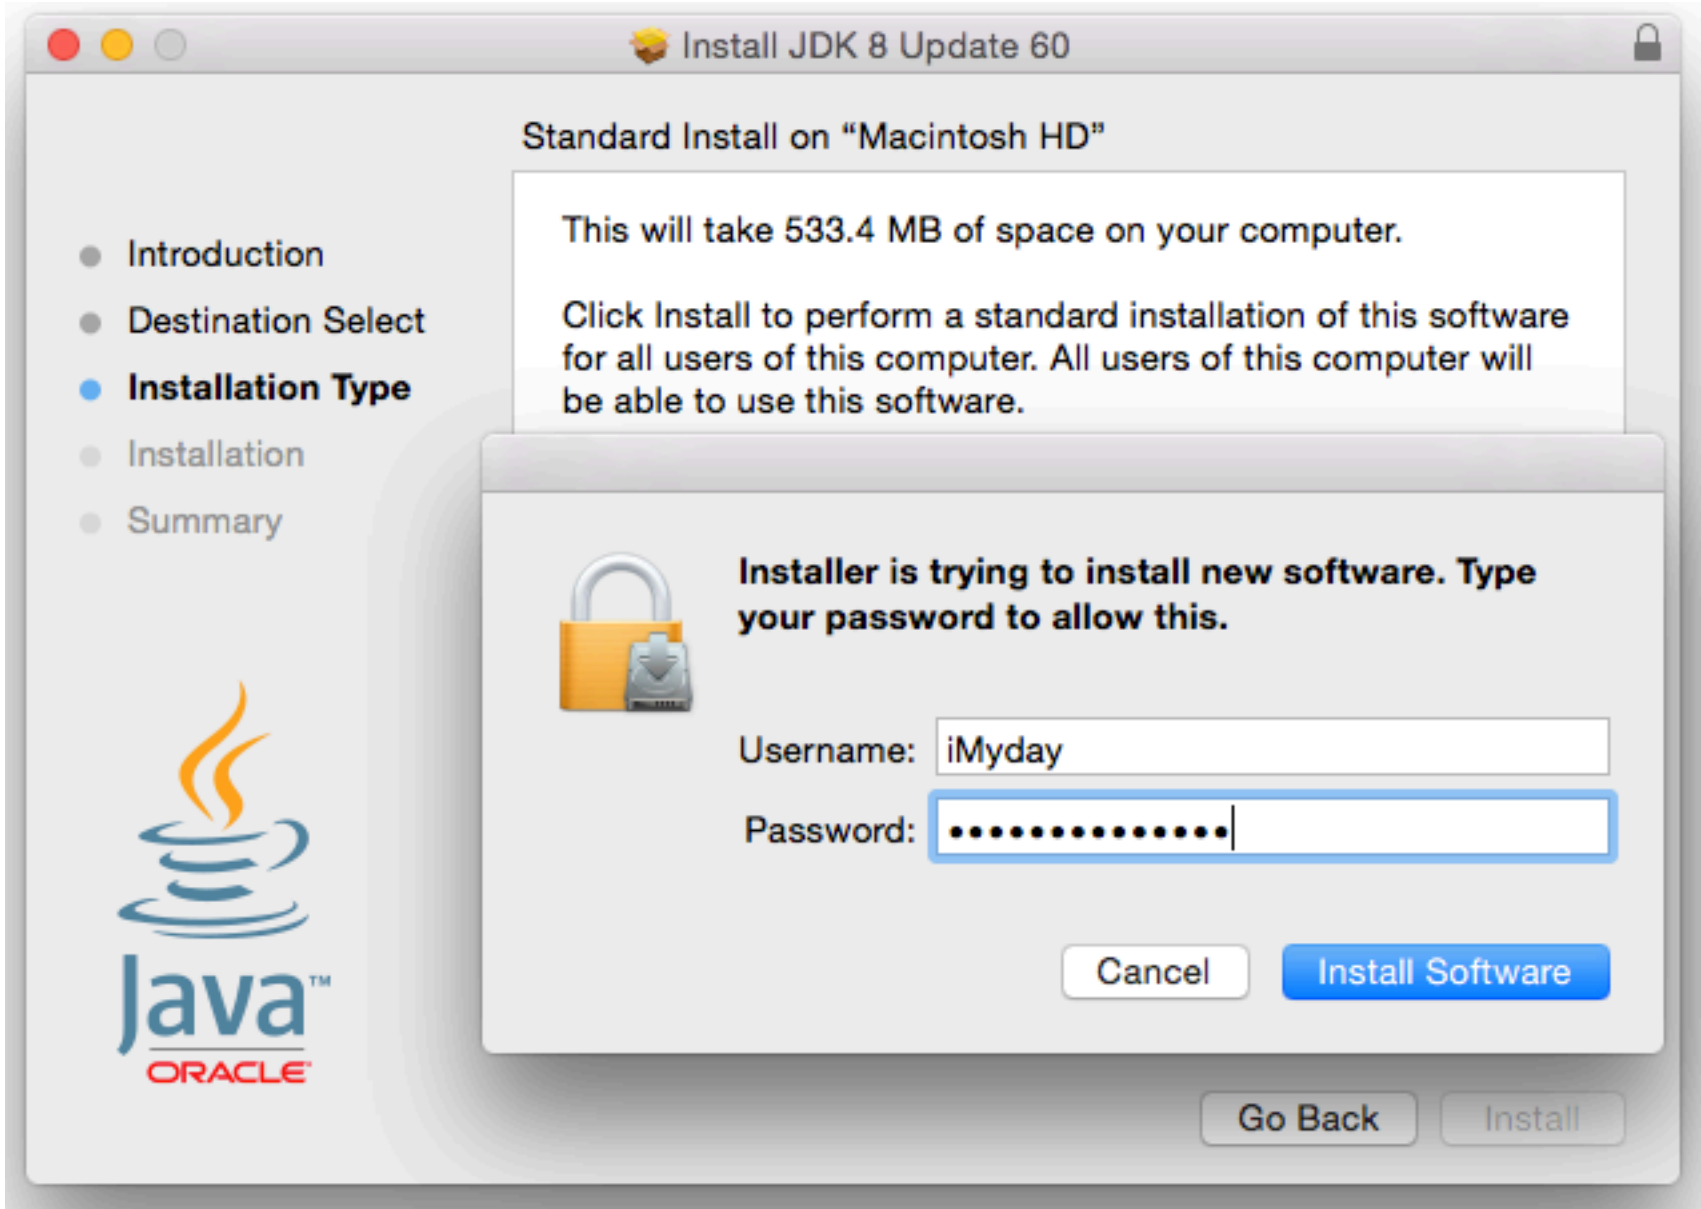 Install JDK 8 Update 60
Standard Install on “Macintosh HD”
Introduction
Destination Select
Installation Type
Installation
Summary
This will take 533.4 MB of space on your computer.
Click Install to perform a standard installation of this software
for all users of this computer. All users of this computer will
be able to use this software.
Installer is trying to install new software. Type
your password to allow this.
Username: iMyday
Password: ••••••••••••••
Cancel
Install Software
Java™
ORACLE
Go Back
Install